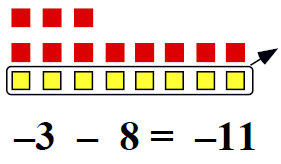 –3 – 8 = –11